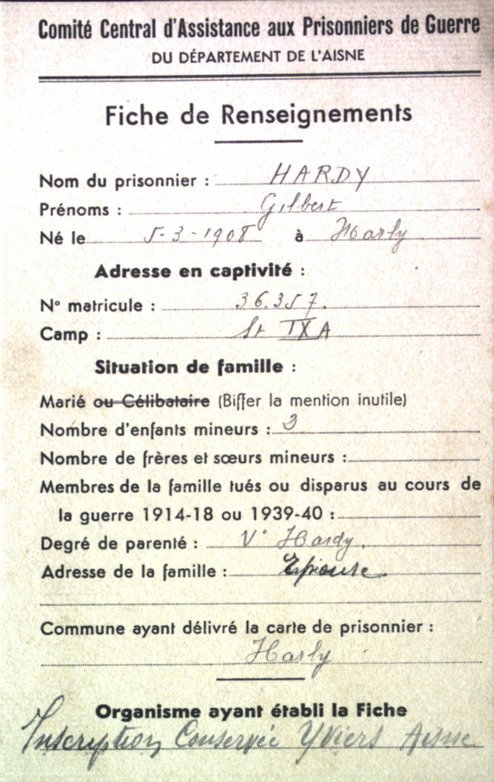 Comité Central d'Assistance aux Prisonniers de Guerre
DU DÉPARTEMENT DE L'AISNE
Fiche de Renseignements
Nom du prisonnier : HARDY
Prénoms : Gilbert
Né le 5-3-1908 à Harly
Adresse en captivité :
N° matricule : 36.357.
Camp : St IXA
Situation de famille :
Marié ou Célibataire (Biffer la mention inutile)
Nombre d'enfants mineurs : 3
Nombre de frères et sœurs mineurs :
Membres de la famille tués ou disparus au cours de
la guerre 1914-18 ou 1939-40 :
Degré de parenté : Hardy.
Adresse de la famille : Epouse
Commune ayant délivré la carte de prisonnier :
Harly
Organisme ayant établi la Fiche
Inscription Conservée Aisne